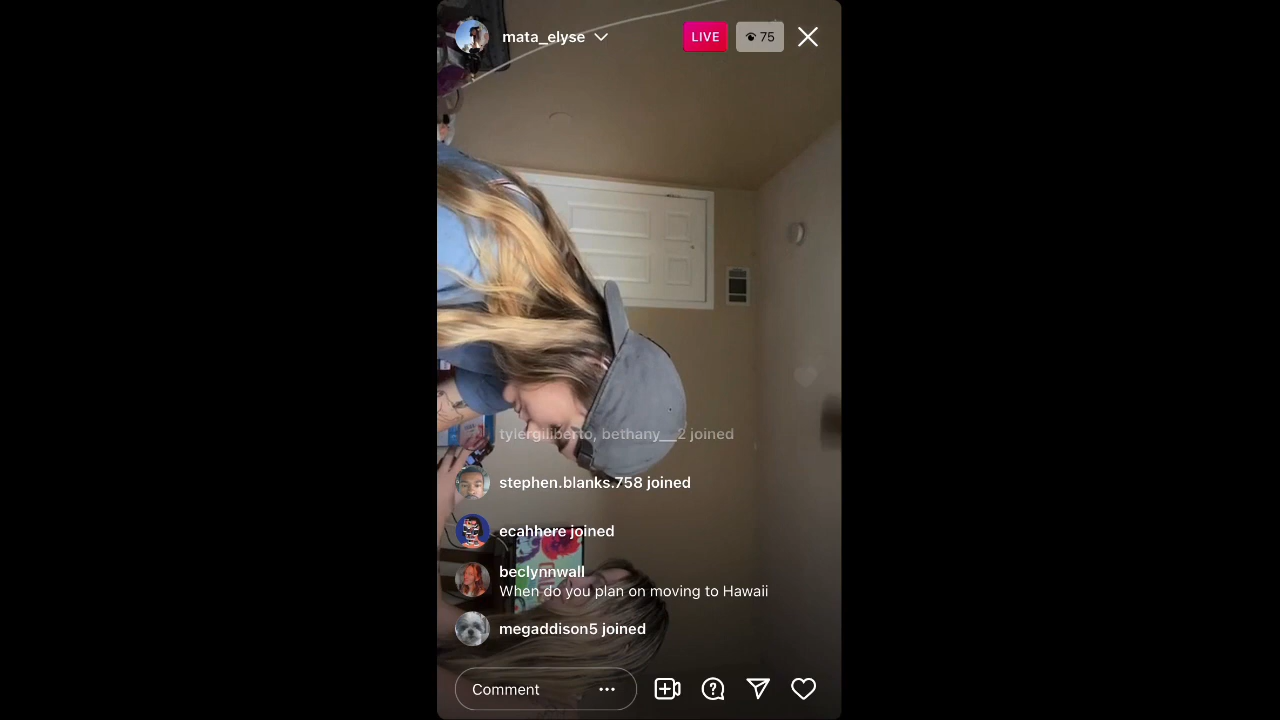 mata_elyse
LIVE
75
tylergiliberto, bethany__2 joined
stephen.blanks.758 joined
ecahhere joined
beclynnwall
When do you plan on moving to Hawaii
megaddison5 joined
Comment